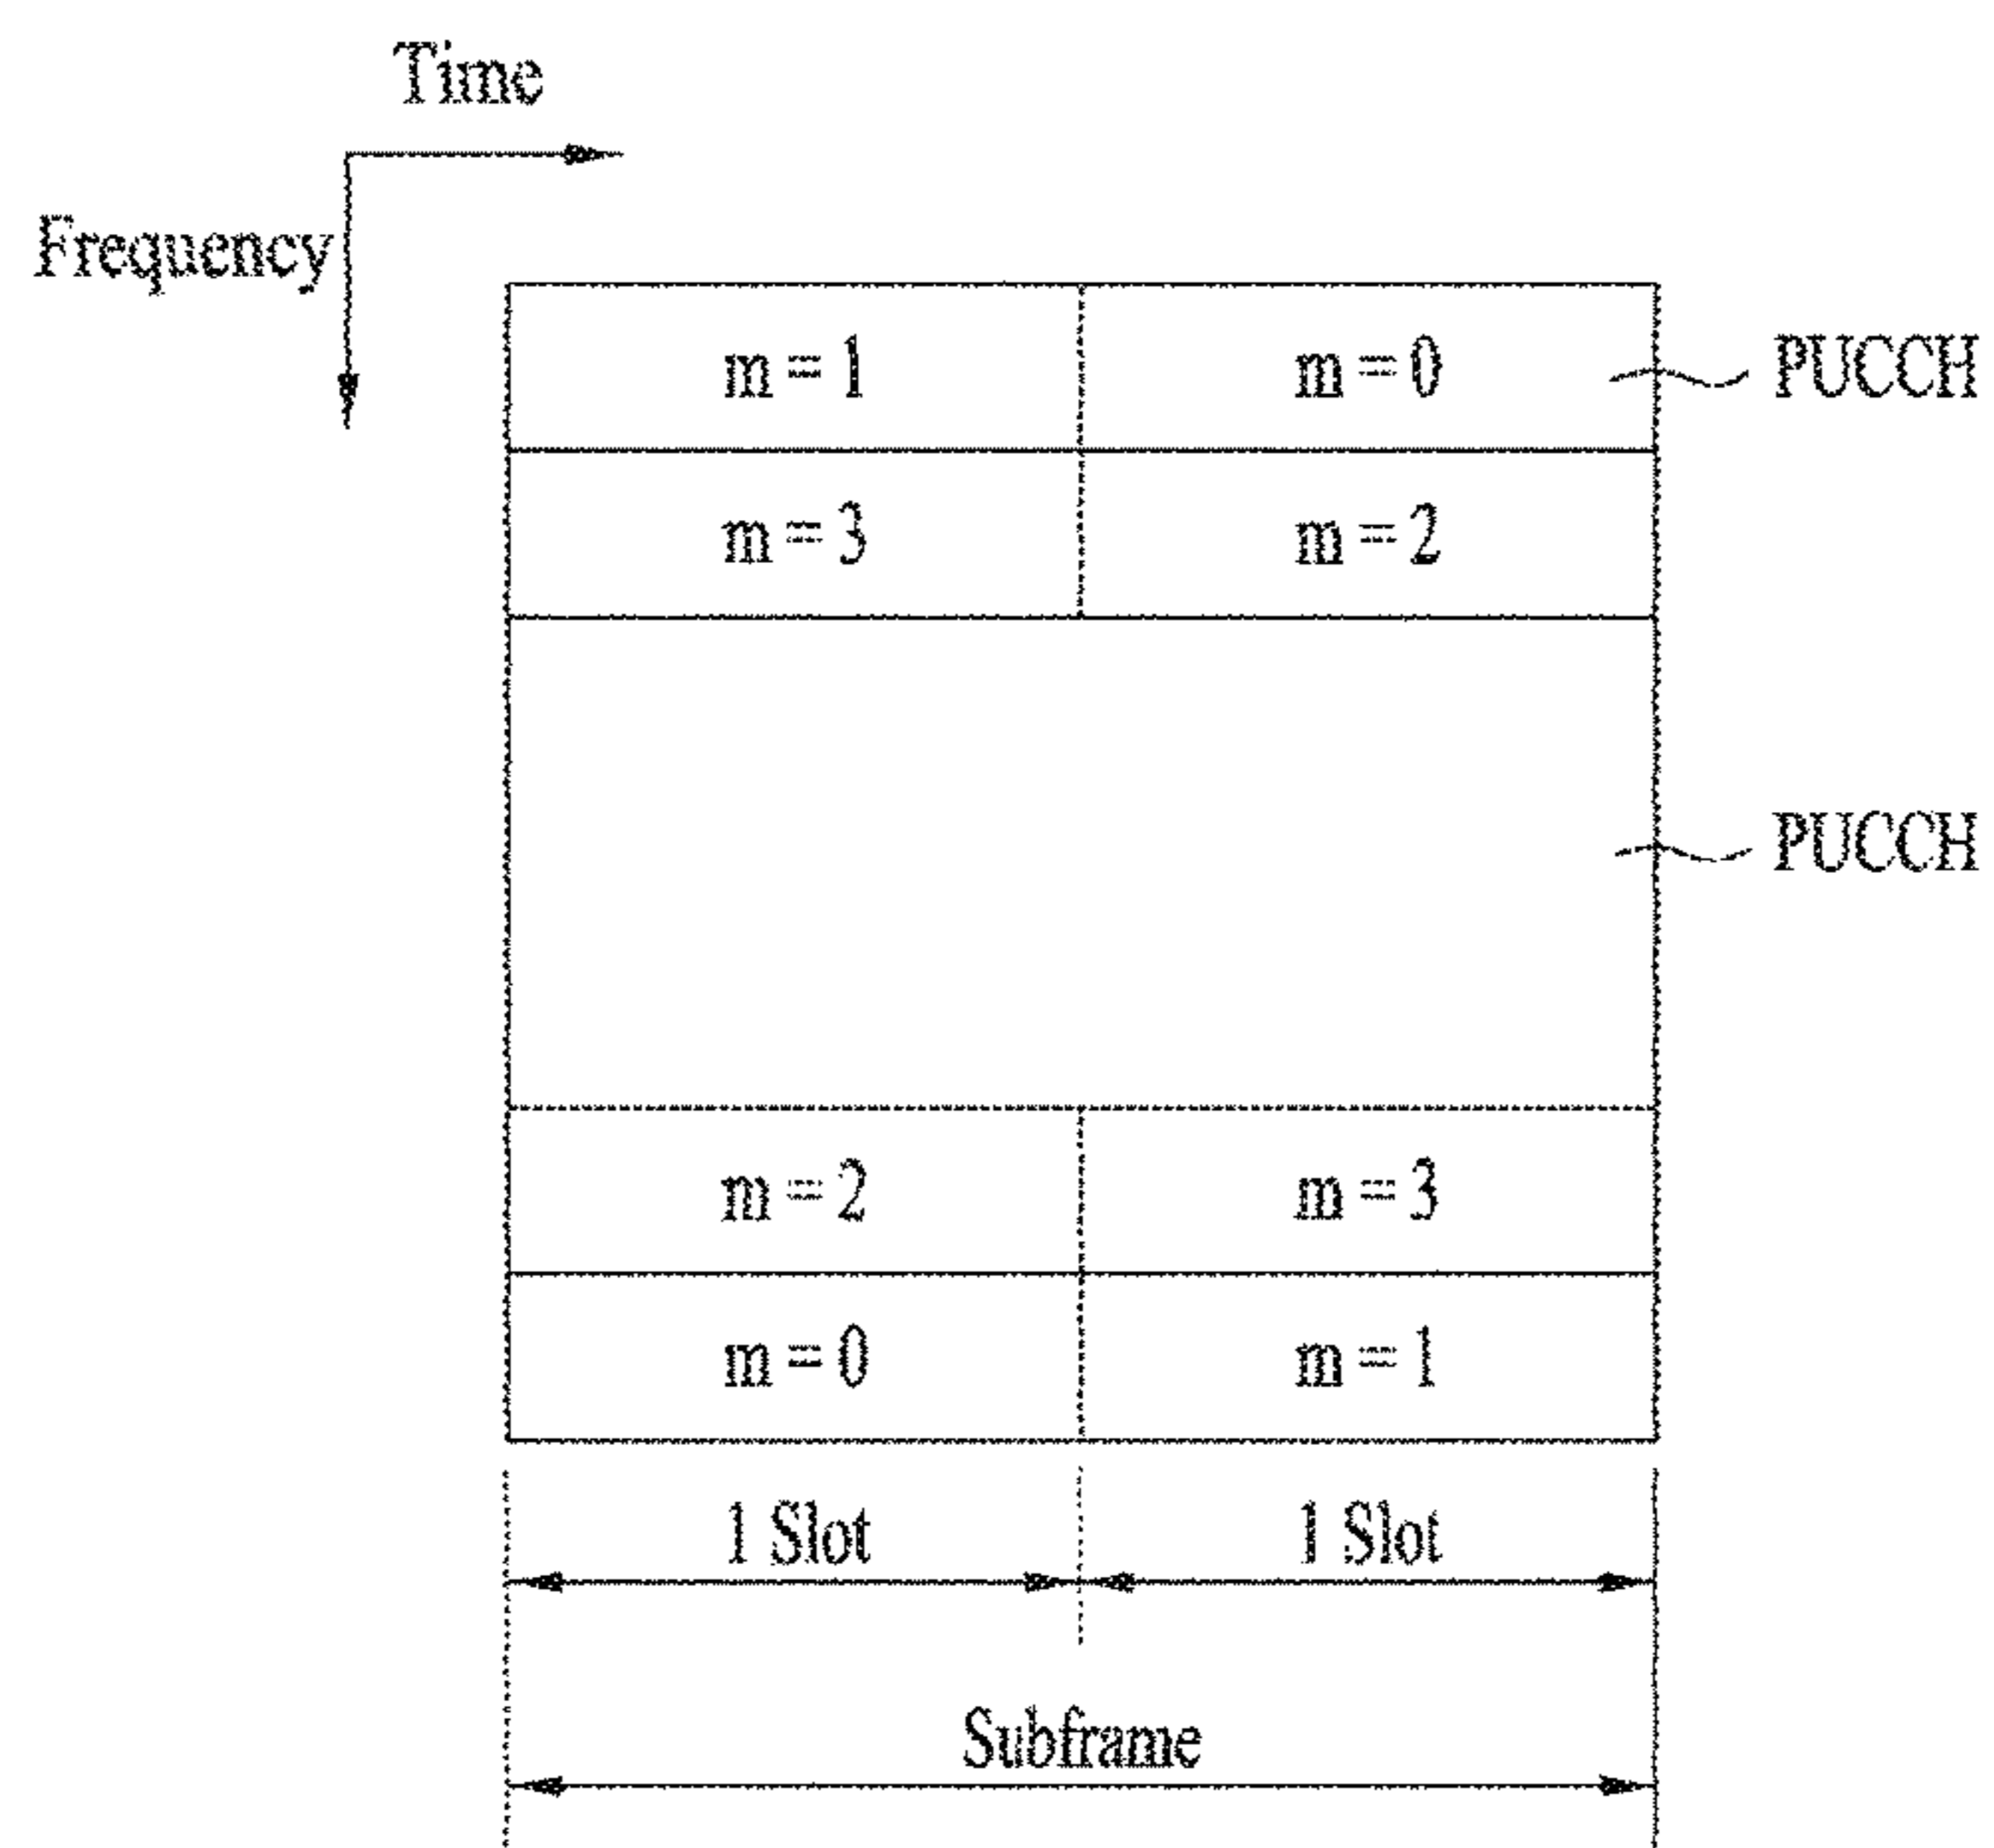 Time
Frequency
m = 1 m = 0 PUCCH
m = 3 m = 2
PUCCH
m = 2 m = 3
m = 0 m = 1
1 Slot 1 Slot
Subframe